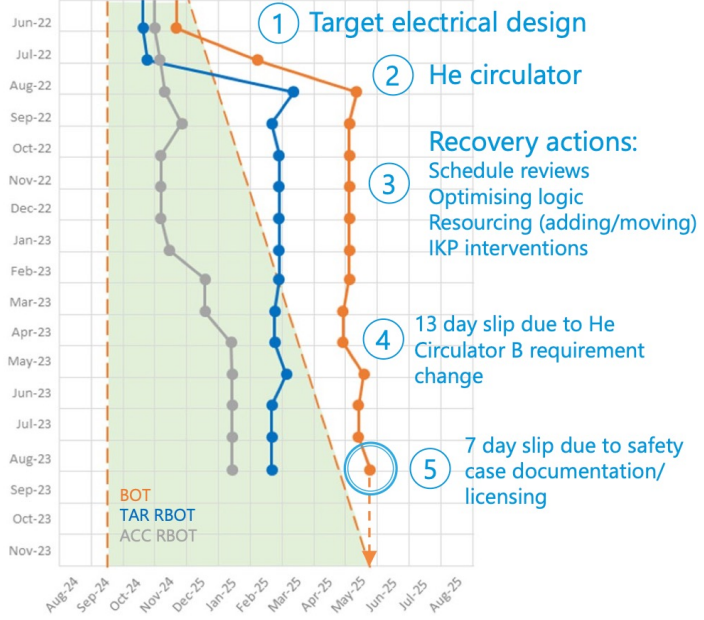 Jun-22
Jul-22
Aug-22
Sep-22
Oct-22
Nov-22
Dec-22
Jan-23
Feb-23
Mar-23
Apr-23
May-23
Jun-23
Jul-23
Aug-23
Sep-23
Oct-23
Nov-23
1 Target electrical design
2 He circulator
3
Recovery actions:
Schedule reviews
Optimising logic
Resourcing (adding/moving)
IKP interventions
4
13 day slip due to He
Circulator B requirement
change
5
7 day slip due to safety
case documentation/
licensing
BOT
TAR RBOT
ACC RBOT
Aug-24
Sep-24
Oct-24
Nov-24
Dec-25
Jan-25
Feb-25
Mar-25
Apr-25
May-25
Jun-25
Jul-25
Aug-25